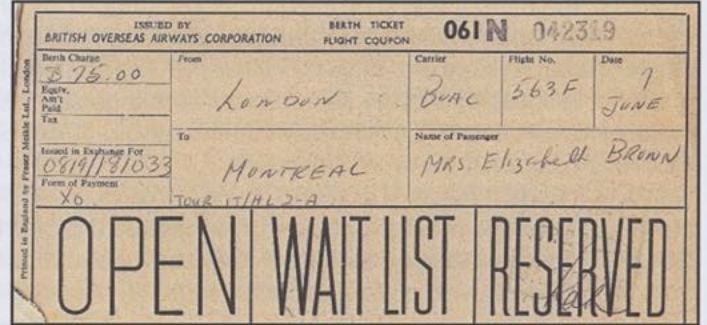 ISSUED BY
BRITISH OVERSEAS AIRWAYS CORPORATION
BERTH TICKET
FLIGHT COUPON
061 N 042319
Berth Charge
75.00
Equiv.
Am't
Paid
Tax
Issued in Exchange For
0819/181033
Form of Payment
XO
From
LONDON
To
MONTREAL
TOUR IT/HL 2-A
Carrier
BOAC
Flight No.
563F
Date
7
JUNE
Name of Passenger
MRS. Elizabeth BROWN
OPEN WAIT LIST RESERVED
Printed in England by Fraser Meikle Ltd., London